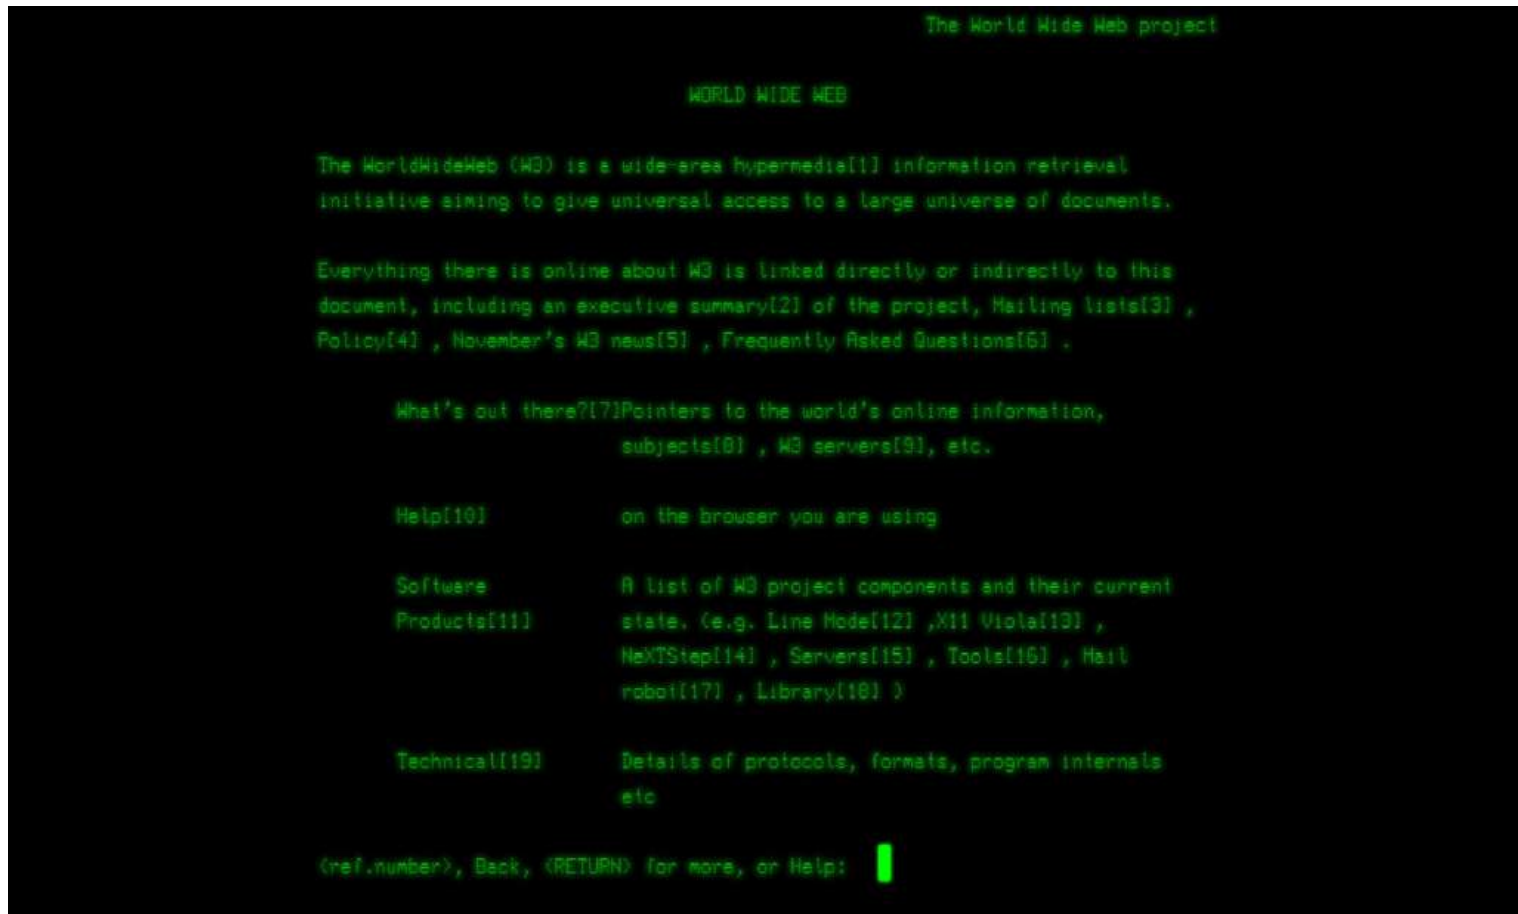 The World Wide Web project
WORLD WIDE WEB
The WorldWideWeb (W3) is a wide-area hypermedia[1] information retrieval
initiative aiming to give universal access to a large universe of documents.
Everything there is online about W3 is linked directly or indirectly to this
document, including an executive summary[2] of the project, Mailing lists[3] ,
Policy[4] , November's W3 news[5] , Frequently Asked Questions[6] .
What's out there?[7]Pointers to the world's online information,
subjects[8] , W3 servers[9], etc.
Help[10] on the browser you are using
Software A list of W3 project components and their current
Products[11] state. (e.g. Line Mode[12] ,X11 Viola[13] ,
NeXTStep[14] , Servers[15] , Tools[16] , Mail
robot[17] , Library[18] )
Technical[19] Details of protocols, formats, program internals
etc
<ref.number>, Back, <RETURN> for more, or Help: